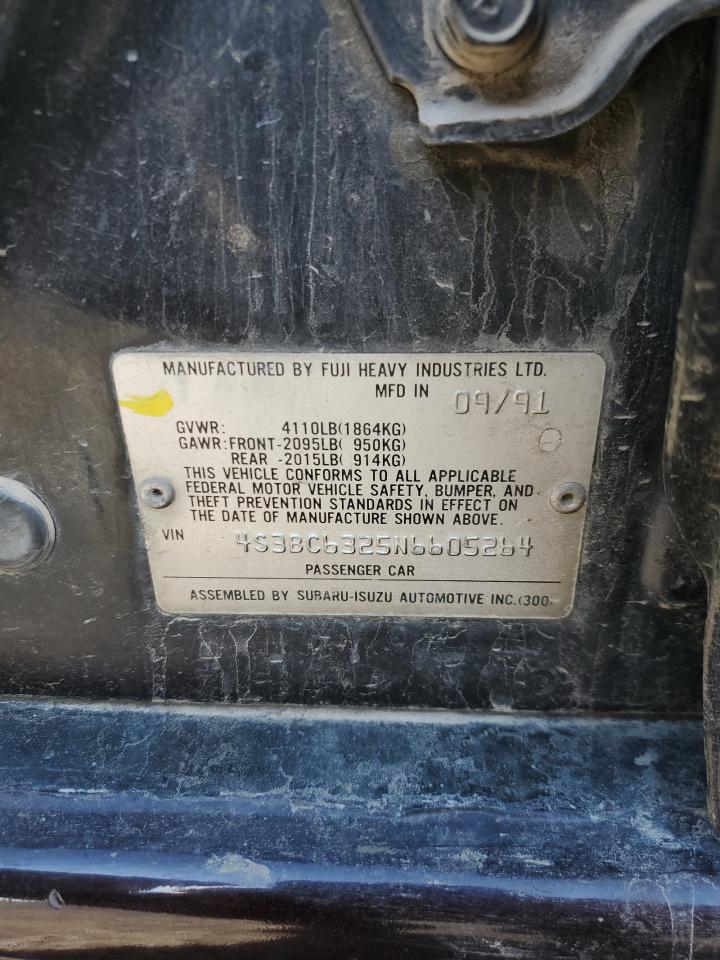 MANUFACTURED BY FUJI HEAVY INDUSTRIES LTD.
MFD IN 09/91
GVWR: 4110LB(1864KG)
GAWR:FRONT-2095LB( 950KG)
REAR -2015LB( 914KG)
THIS VEHICLE CONFORMS TO ALL APPLICABLE
FEDERAL MOTOR VEHICLE SAFETY, BUMPER, AND
THEFT PREVENTION STANDARDS IN EFFECT ON
THE DATE OF MANUFACTURE SHOWN ABOVE.
VIN 4S3BC6325N6605264
PASSENGER CAR
ASSEMBLED BY SUBARU-ISUZU AUTOMOTIVE INC.(300)